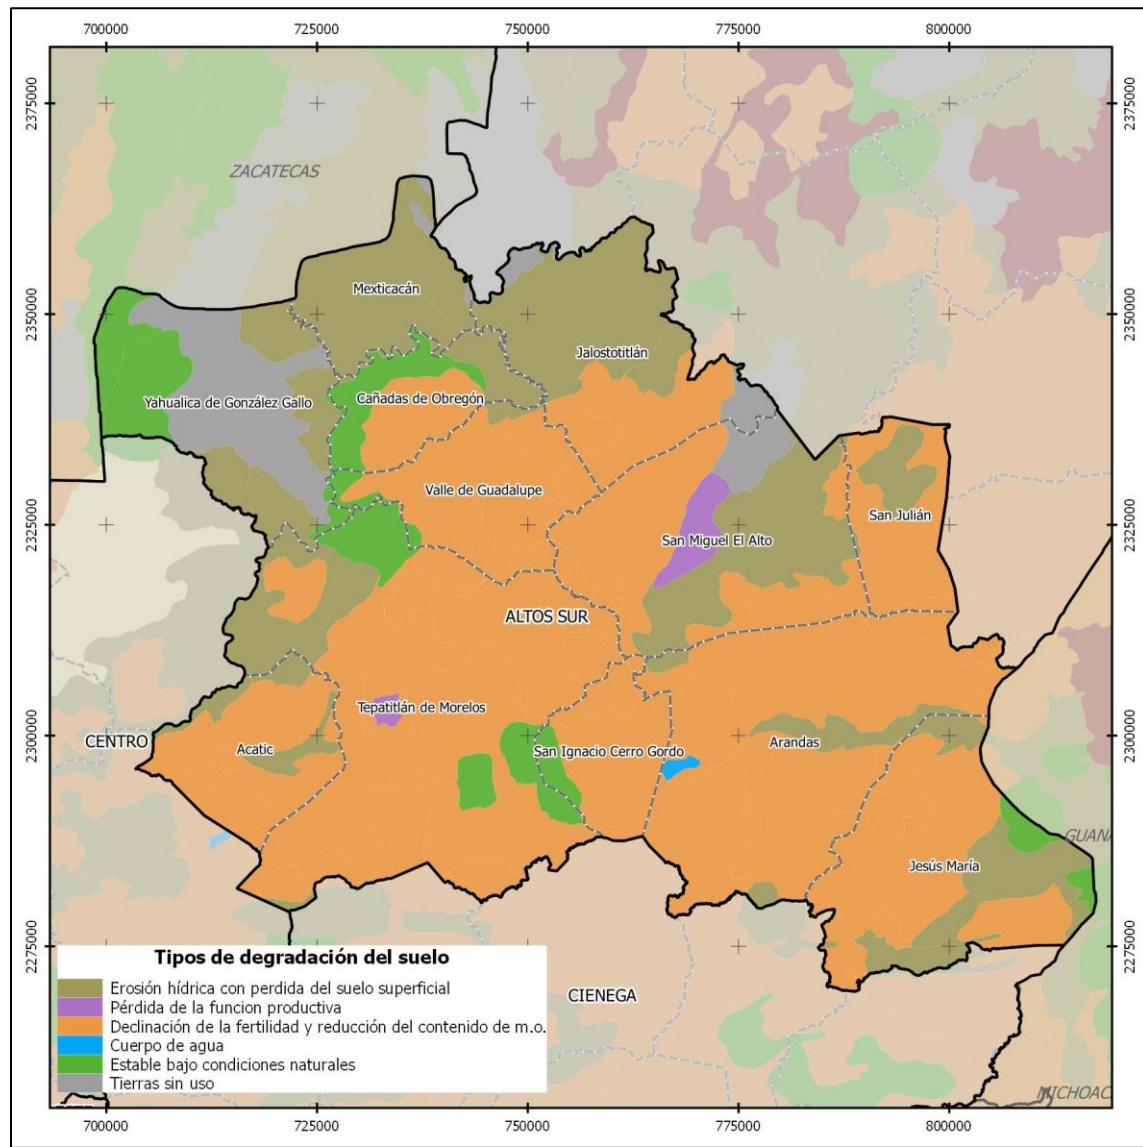 700000 725000 750000 775000 800000
2375000 2375000
ZACATECAS
Mexticacán
2350000 2350000
Jalostotitlán
Yahualica de González Gallo Cañadas de Obregón
Valle de Guadalupe
San Julián
2325000 2325000
San Miguel El Alto
ALTOS SUR
Tepatitlán de Morelos
2300000 2300000
CENTRO Acatic San Ignacio Cerro Gordo Arandas
GUANA
Jesús María
2275000 2275000
Tipos de degradación del suelo
Erosión hídrica con perdida del suelo superficial
Pérdida de la funcion productiva
Declinación de la fertilidad y reducción del contenido de m.o.
Cuerpo de agua
Estable bajo condiciones naturales
Tierras sin uso
CIENEGA
MICHOAC
700000 725000 750000 775000 800000